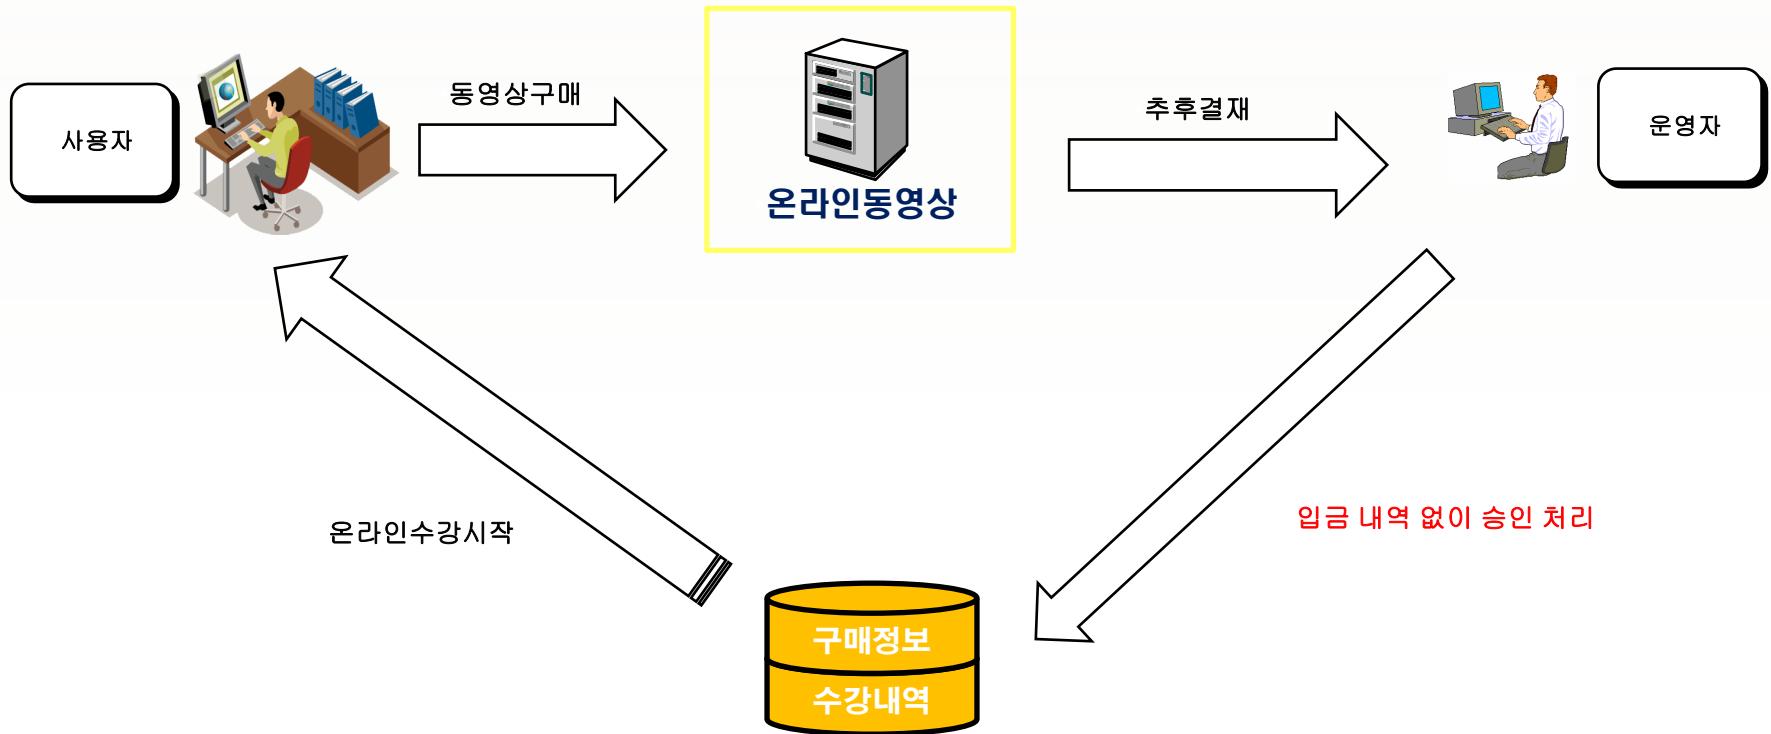 동영상구매
추후결재
사용자
운영자
온라인동영상
입금 내역 없이 승인 처리
온라인수강시작
구매정보
수강내역